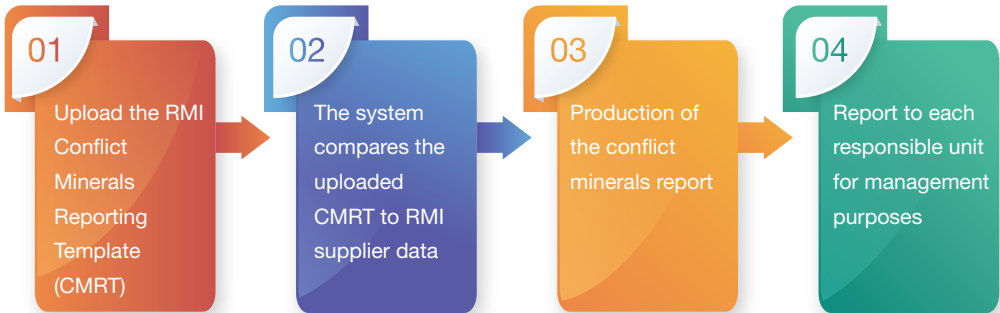 01
Upload the RMI
Conflict
Minerals
Reporting
Template
(CMRT)
02
The system
compares the
uploaded
CMRT to RMI
supplier data
03
Production of
the conflict
minerals report
04
Report to each
responsible unit
for management
purposes